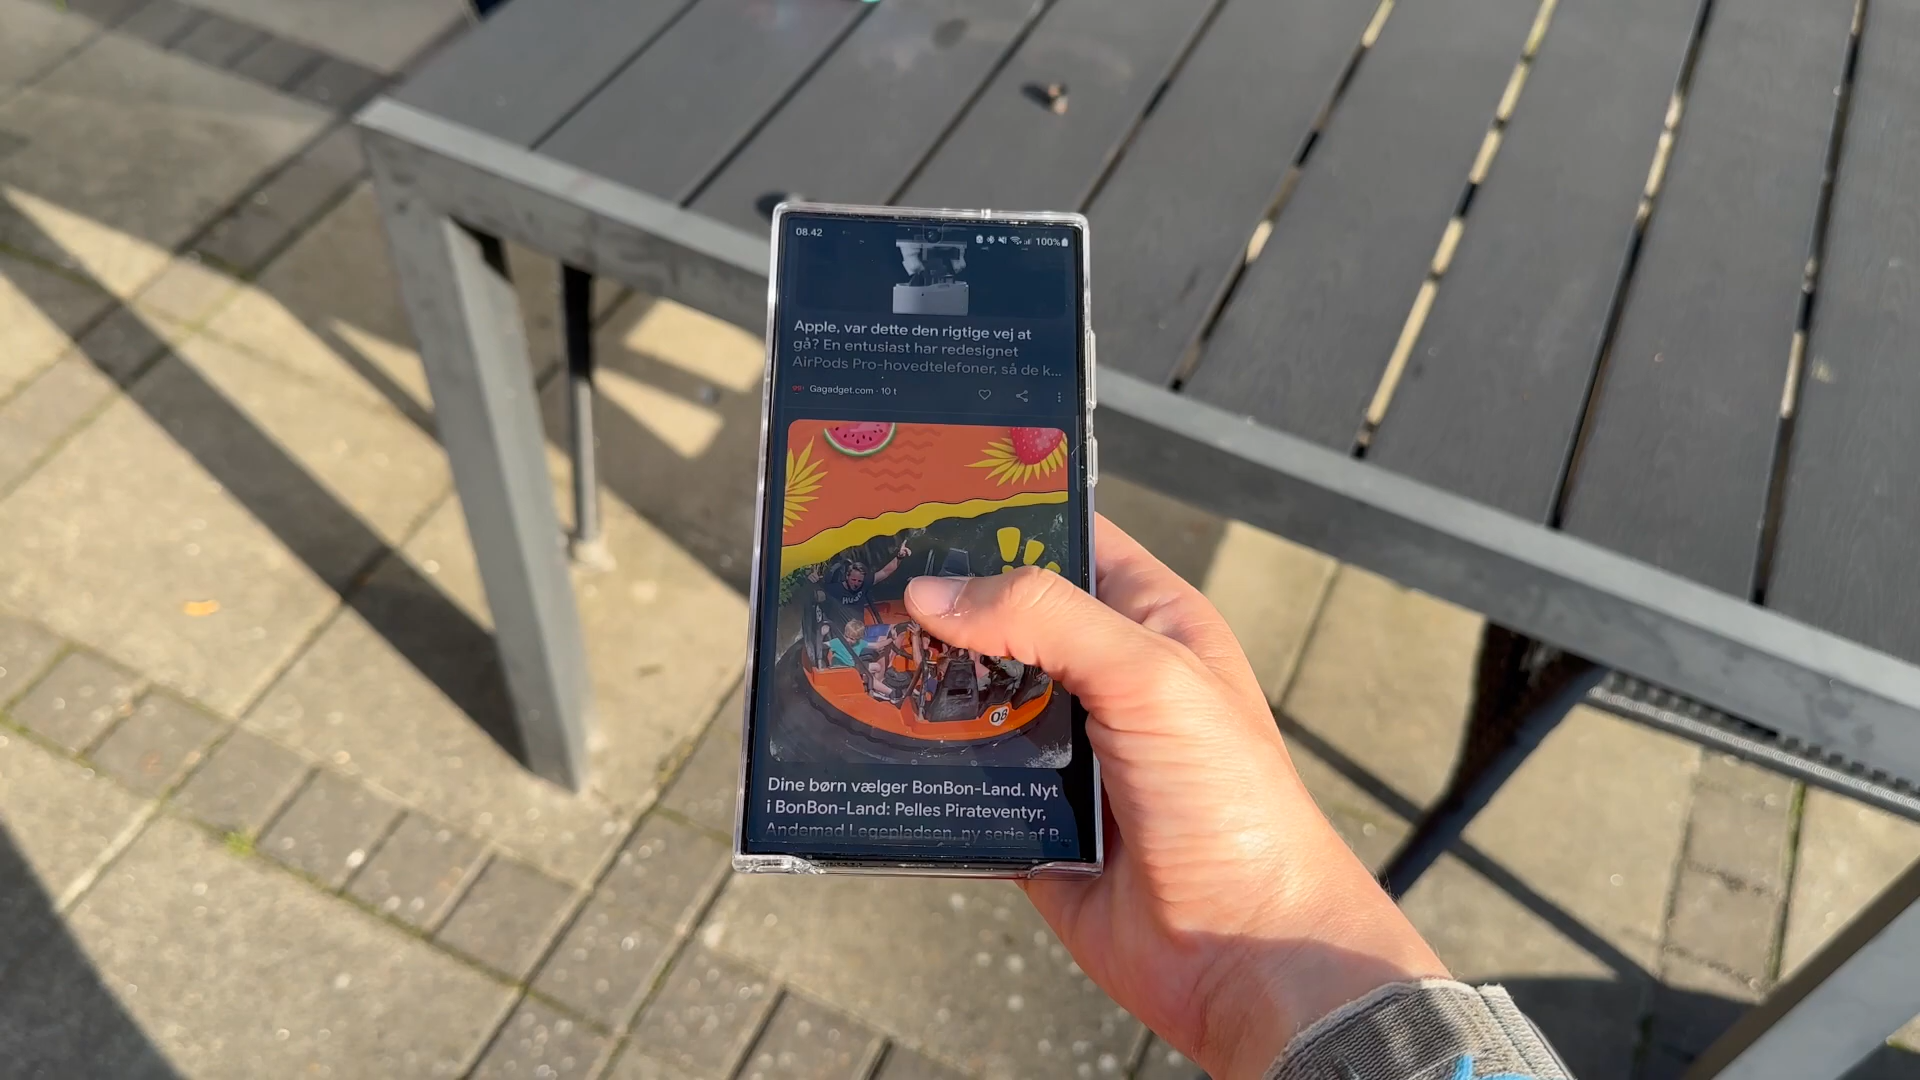 08.42
100%
Apple, var dette den rigtige vej at
gå? En entusiast har redesignet
AirPods Pro-hovedtelefoner, så de k...
Gagadget.com · 10 t
HUGO
08
Dine børn vælger BonBon-Land. Nyt
i BonBon-Land: Pelles Pirateventyr,
Andemad Legepladsen, ny serie af B...